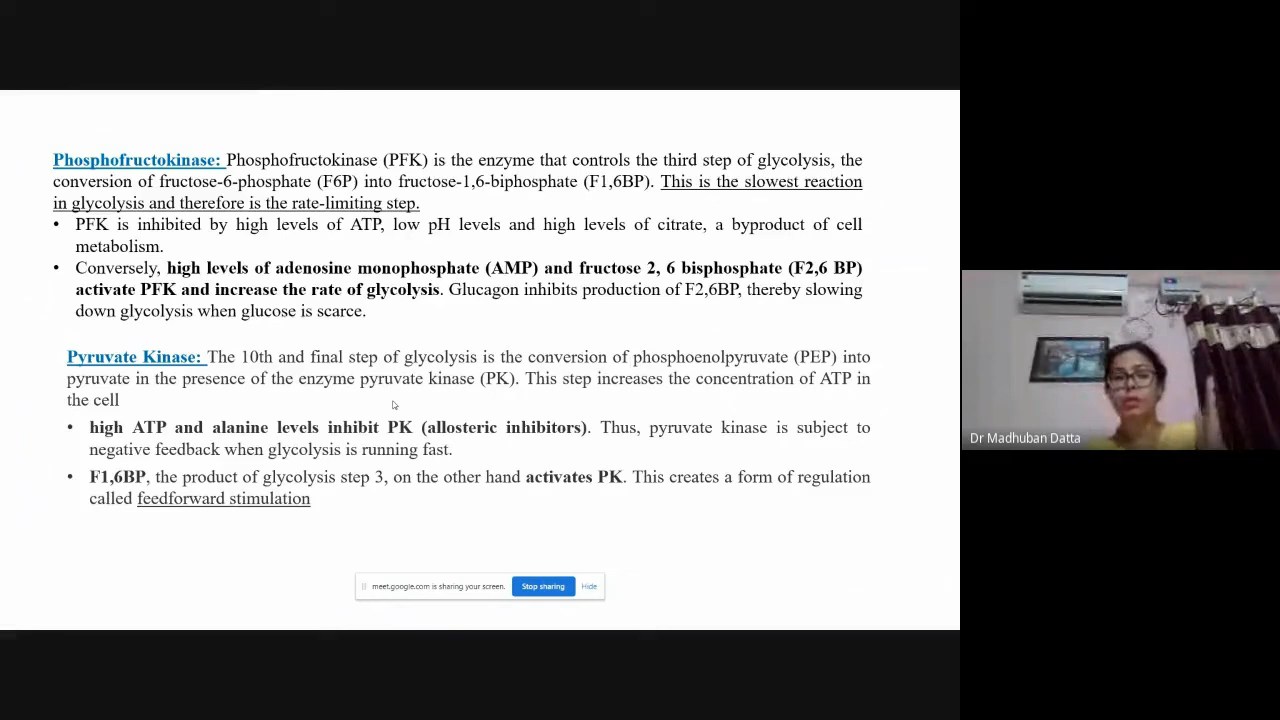 Phosphofructokinase: Phosphofructokinase (PFK) is the enzyme that controls the third step of glycolysis, the
conversion of fructose-6-phosphate (F6P) into fructose-1,6-biphosphate (F1,6BP). This is the slowest reaction
in glycolysis and therefore is the rate-limiting step.
• PFK is inhibited by high levels of ATP, low pH levels and high levels of citrate, a byproduct of cell
metabolism.
• Conversely, high levels of adenosine monophosphate (AMP) and fructose 2, 6 bisphosphate (F2,6 BP)
activate PFK and increase the rate of glycolysis. Glucagon inhibits production of F2,6BP, thereby slowing
down glycolysis when glucose is scarce.
Pyruvate Kinase: The 10th and final step of glycolysis is the conversion of phosphoenolpyruvate (PEP) into
pyruvate in the presence of the enzyme pyruvate kinase (PK). This step increases the concentration of ATP in
the cell
• high ATP and alanine levels inhibit PK (allosteric inhibitors). Thus, pyruvate kinase is subject to
negative feedback when glycolysis is running fast.
• F1,6BP, the product of glycolysis step 3, on the other hand activates PK. This creates a form of regulation
called feedforward stimulation
meet.google.com is sharing your screen. Stop sharing Hide
Dr Madhuban Datta